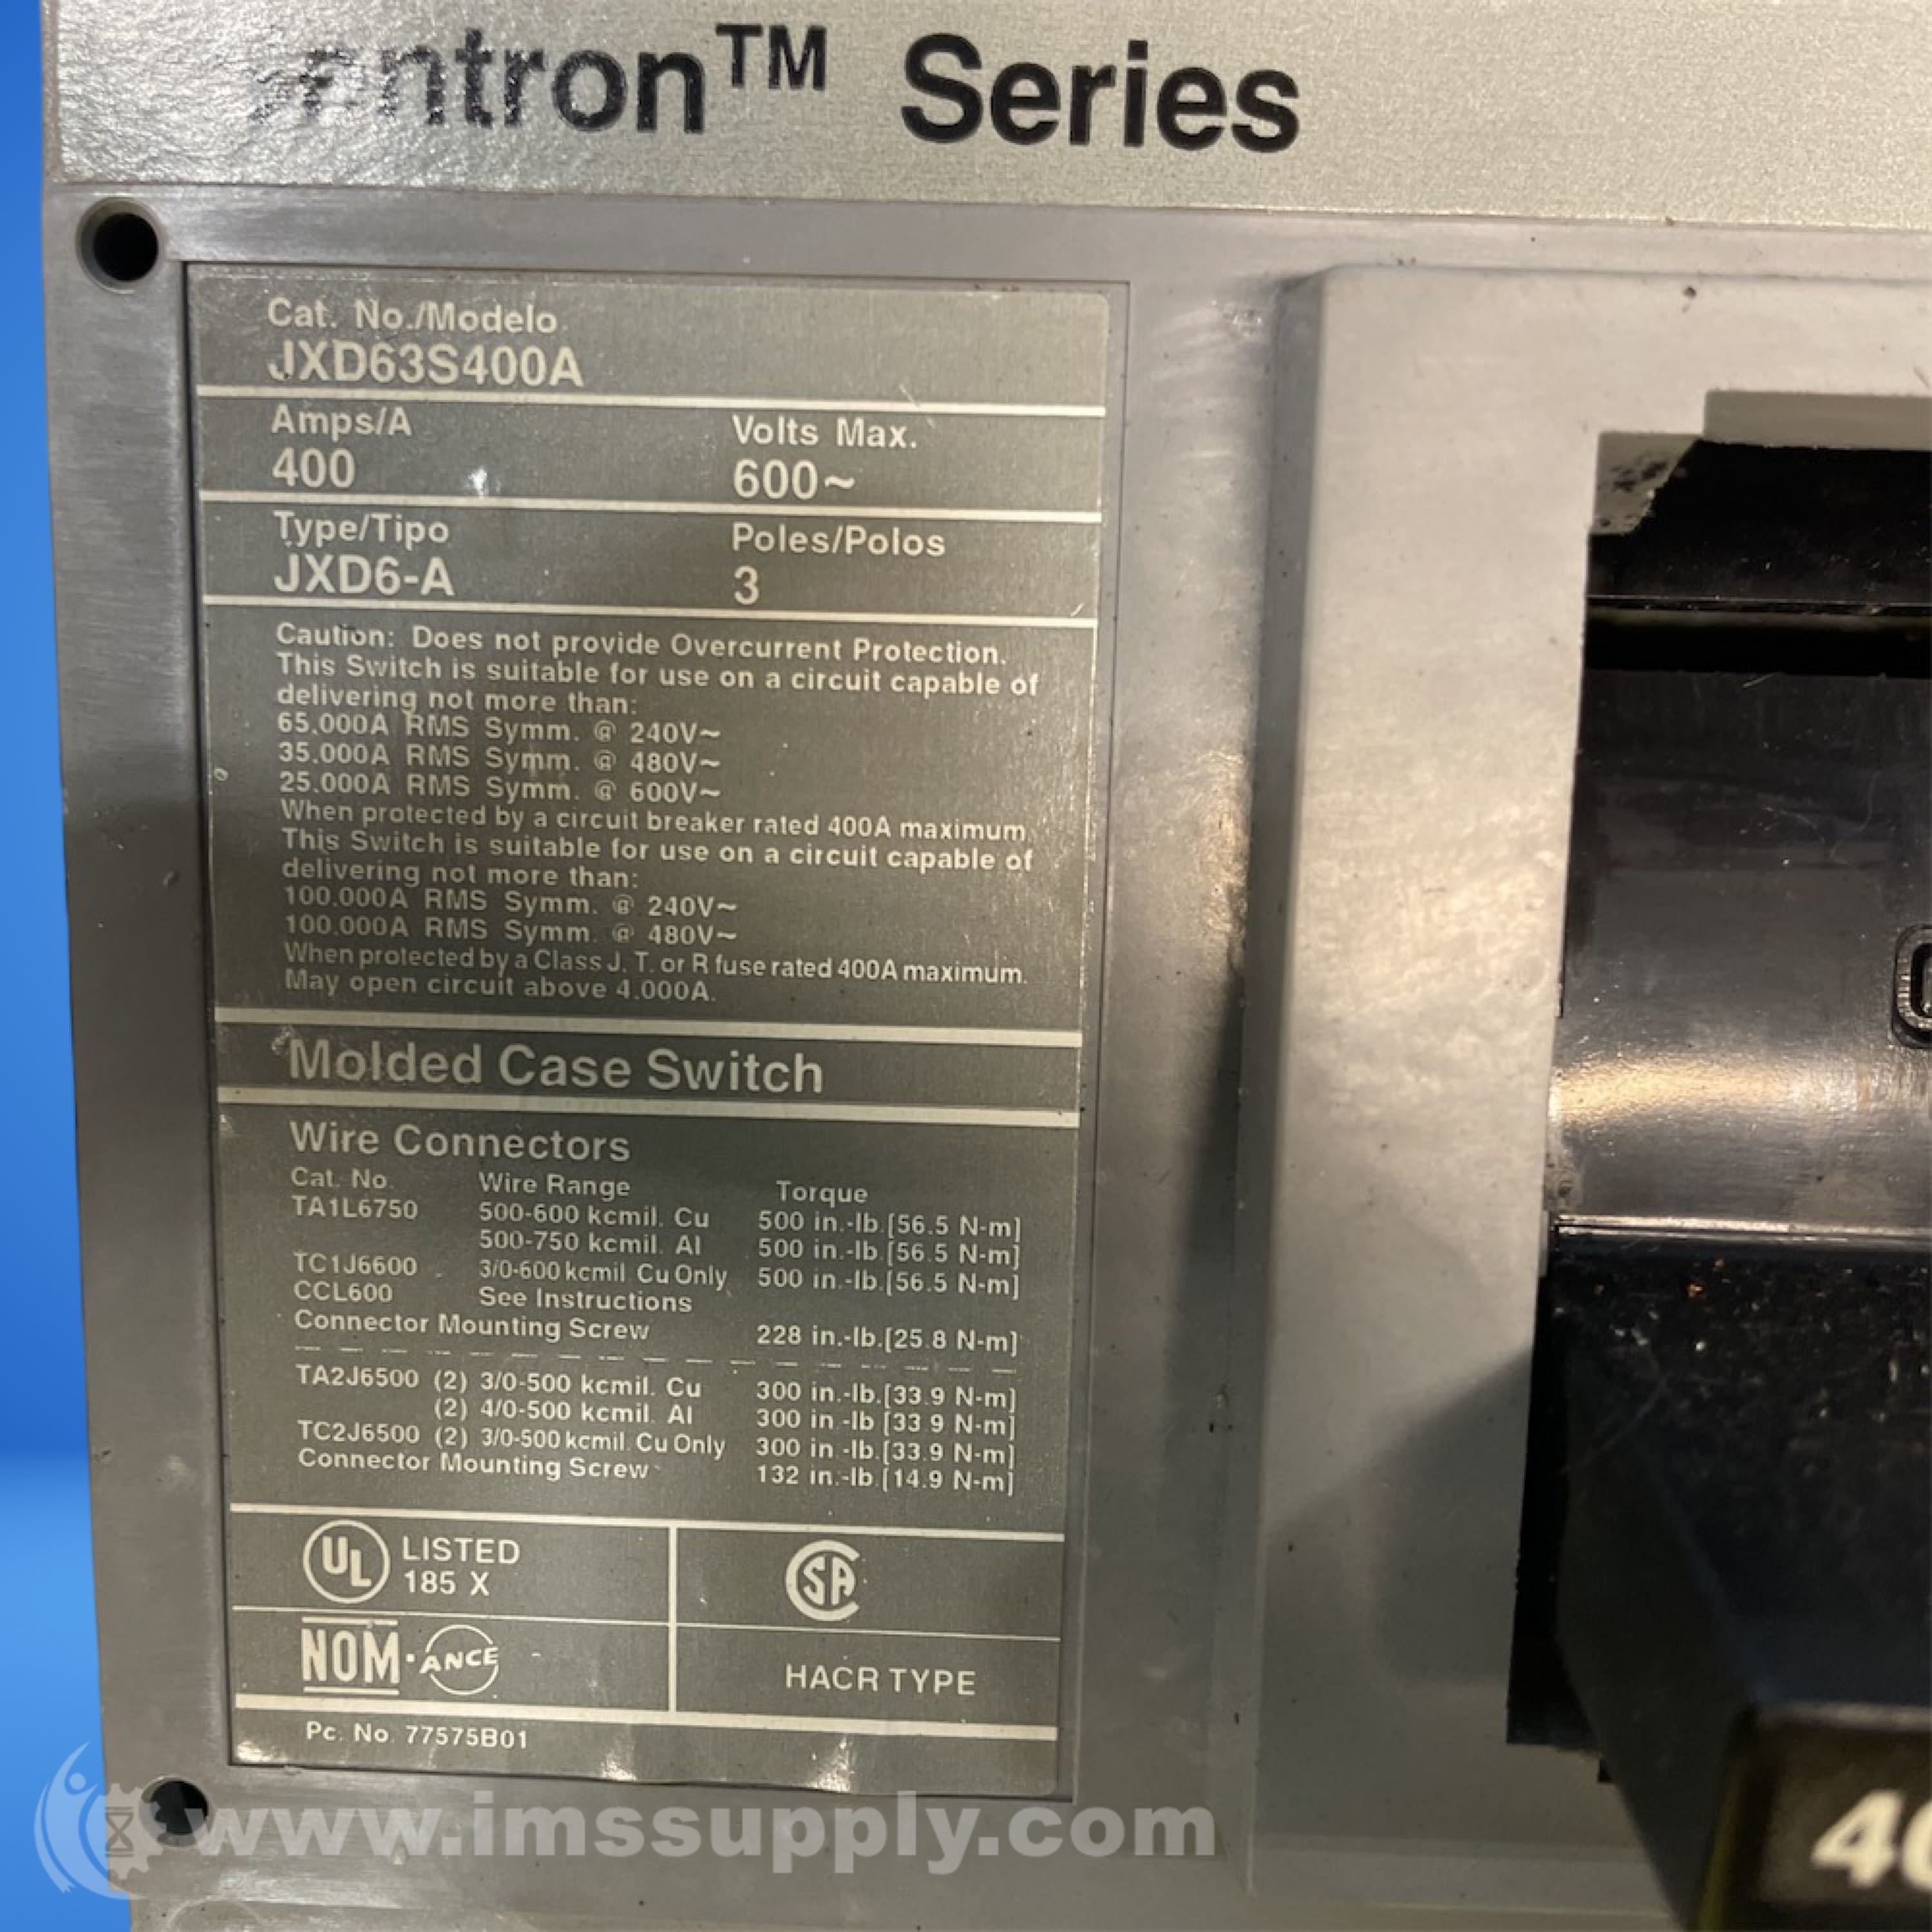 entron™ Series
Cat. No./Modelo
JXD63S400A
Amps/A Volts Max.
400 600~
Type/Tipo Poles/Polos
JXD6-A 3
Caution: Does not provide Overcurrent Protection.
This Switch is suitable for use on a circuit capable of
delivering not more than:
65.000A RMS Symm. @ 240V~
35.000A RMS Symm. @ 480V~
25.000A RMS Symm. @ 600V~
When protected by a circuit breaker rated 400A maximum
This Switch is suitable for use on a circuit capable of
delivering not more than:
100.000A RMS Symm. @ 240V~
100.000A RMS Symm. @ 480V~
When protected by a Class J. T. or R fuse rated 400A maximum.
May open circuit above 4.000A.
Molded Case Switch
Wire Connectors
Cat. No. Wire Range Torque
TA1L6750 500-600 kcmil. Cu 500 in.-lb.[56.5 N-m]
500-750 kcmil. Al 500 in.-lb.[56.5 N-m]
TC1J6600 3/0-600 kcmil Cu Only 500 in.-lb.[56.5 N-m]
CCL600 See Instructions
Connector Mounting Screw 228 in.-lb.[25.8 N-m]
TA2J6500 (2) 3/0-500 kcmil. Cu 300 in.-lb.[33.9 N-m]
(2) 4/0-500 kcmil. Al 300 in.-lb.[33.9 N-m]
TC2J6500 (2) 3/0-500 kcmil. Cu Only 300 in.-lb.[33.9 N-m]
Connector Mounting Screw 132 in.-lb.[14.9 N-m]
UL LISTED
185 X
SA
NOM·ANCE
HACR TYPE
Pc. No. 77575B01
www.imssupply.com
40